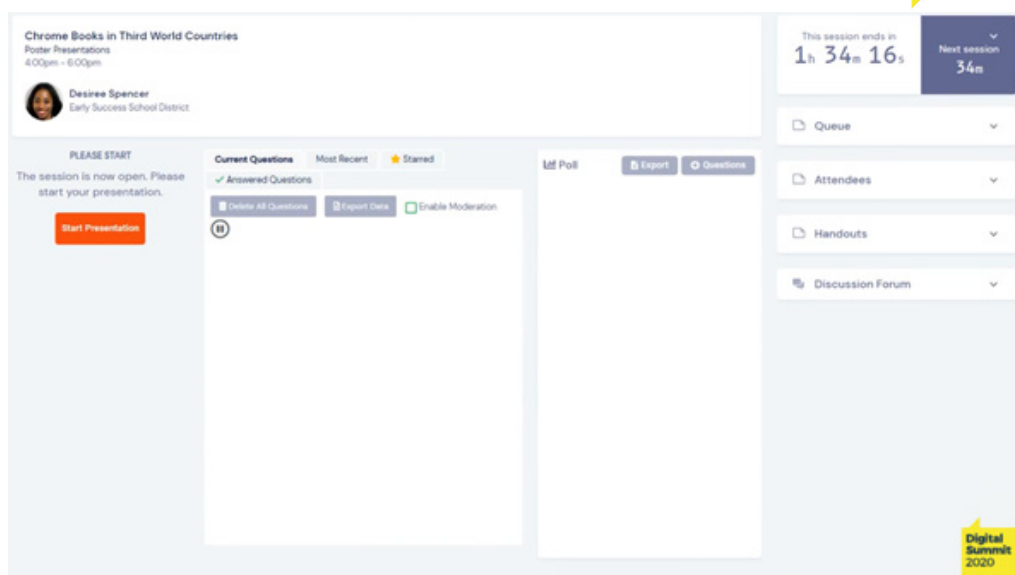 Chrome Books in Third World Countries
Poster Presentations
4:00pm - 6:00pm
Desiree Spencer
Early Success School District
This session ends in
1h 34m 16s
Next session
34m
PLEASE START
The session is now open. Please
start your presentation.
Start Presentation
Current Questions Most Recent Starred
Answered Questions
Delete All Questions Export Data Enable Moderation
Poll Export Questions
Queue
Attendees
Handouts
Discussion Forum
Digital
Summit
2020